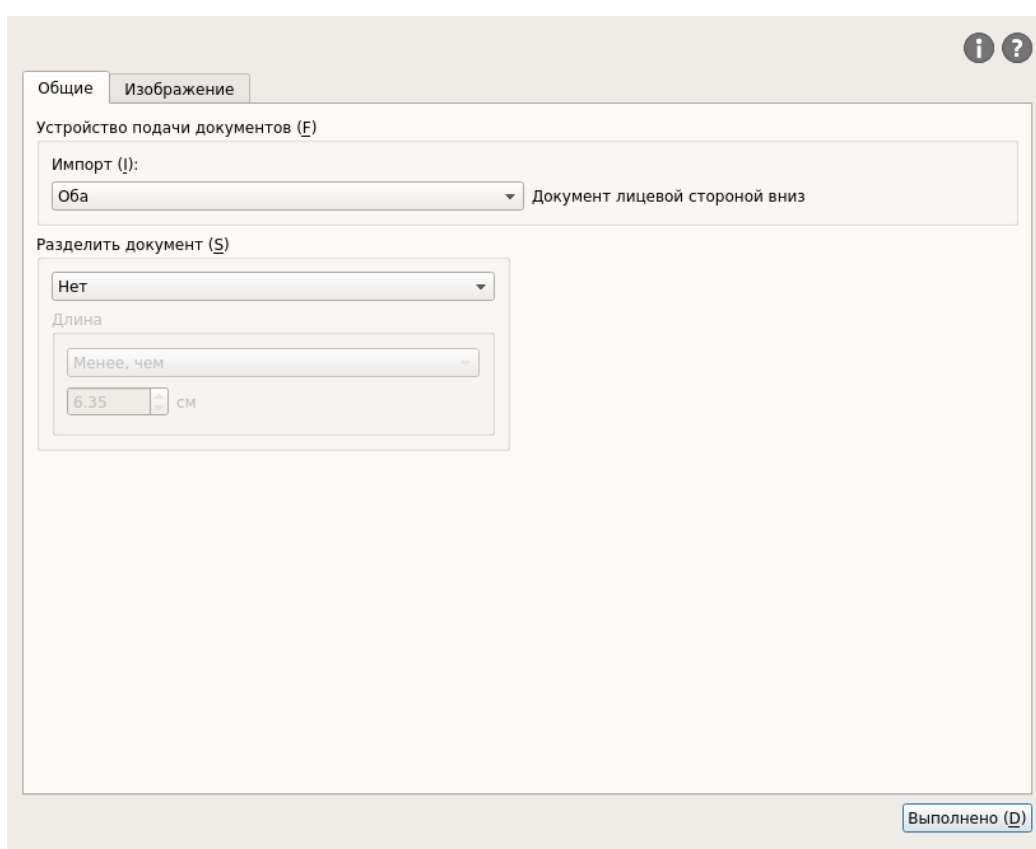 Общие Изображение
Устройство подачи документов (F)
Импорт (I):
Оба Документ лицевой стороной вниз
Разделить документ (S)
Нет
Длина
Менее, чем
6.35 см
Выполнено (D)